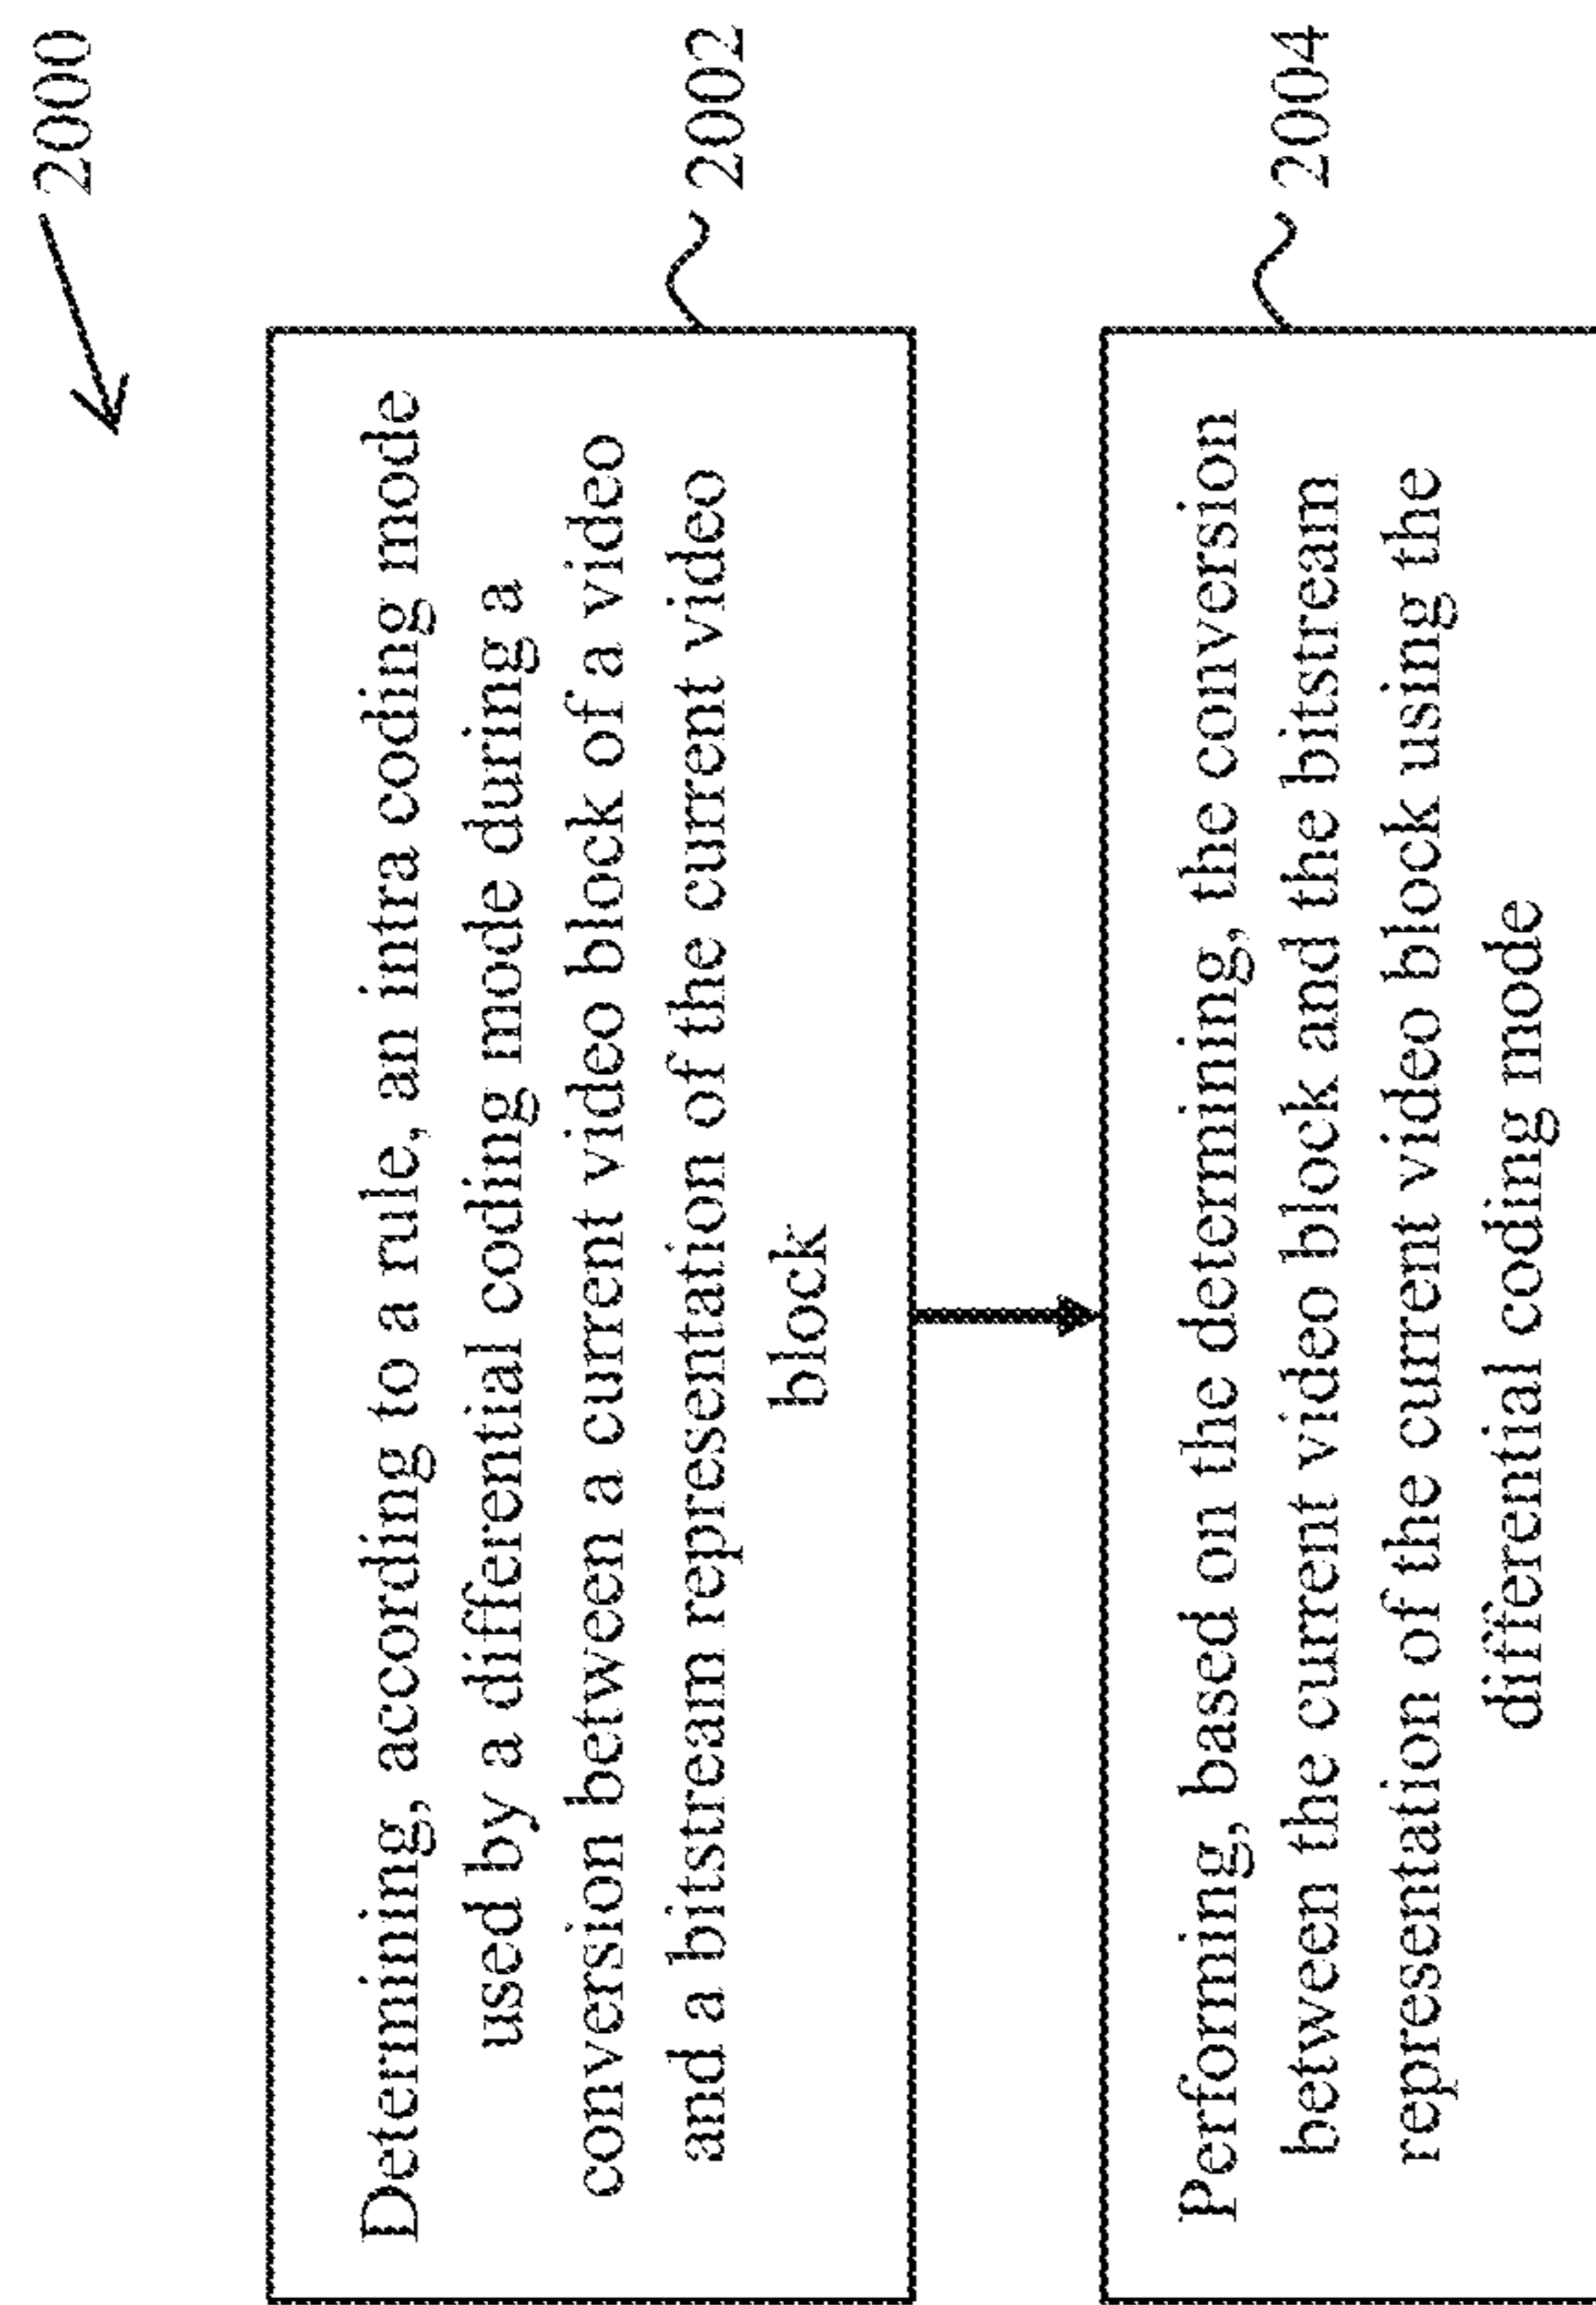 2000
Determining, according to a rule, an intra coding mode
used by a differential coding mode during a
conversion between a current video block of a video
and a bitstream representation of the current video
block
2002
Performing, based on the determining, the conversion
between the current video block and the bitstream
representation of the current video block using the
differential coding mode
2004